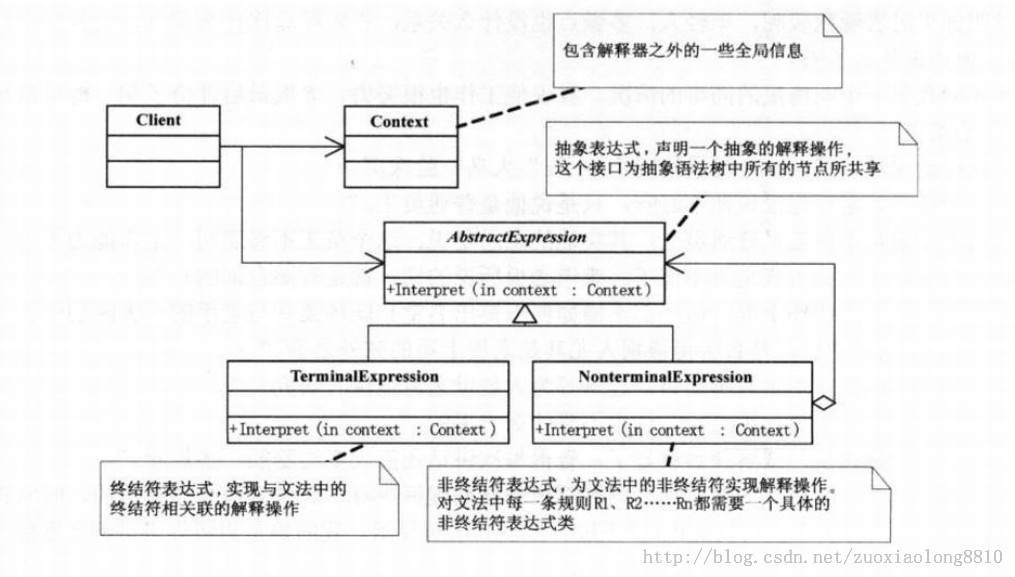 包含解释器之外的一些全局信息
Client
Context
抽象表达式，声明一个抽象的解释操作，
这个接口为抽象语法树中所有的节点所共享
AbstractExpression
+Interpret(in context : Context)
TerminalExpression
+Interpret(in context : Context)
NonterminalExpression
+Interpret(in context : Context)
终结符表达式，实现与文法中的
终结符相关联的解释操作
非终结符表达式，为文法中的非终结符实现解释操作。
对文法中每一条规则R1、R2……Rn都需要一个具体的
非终结符表达式类
http://blog.csdn.net/zuoxiaolong8810